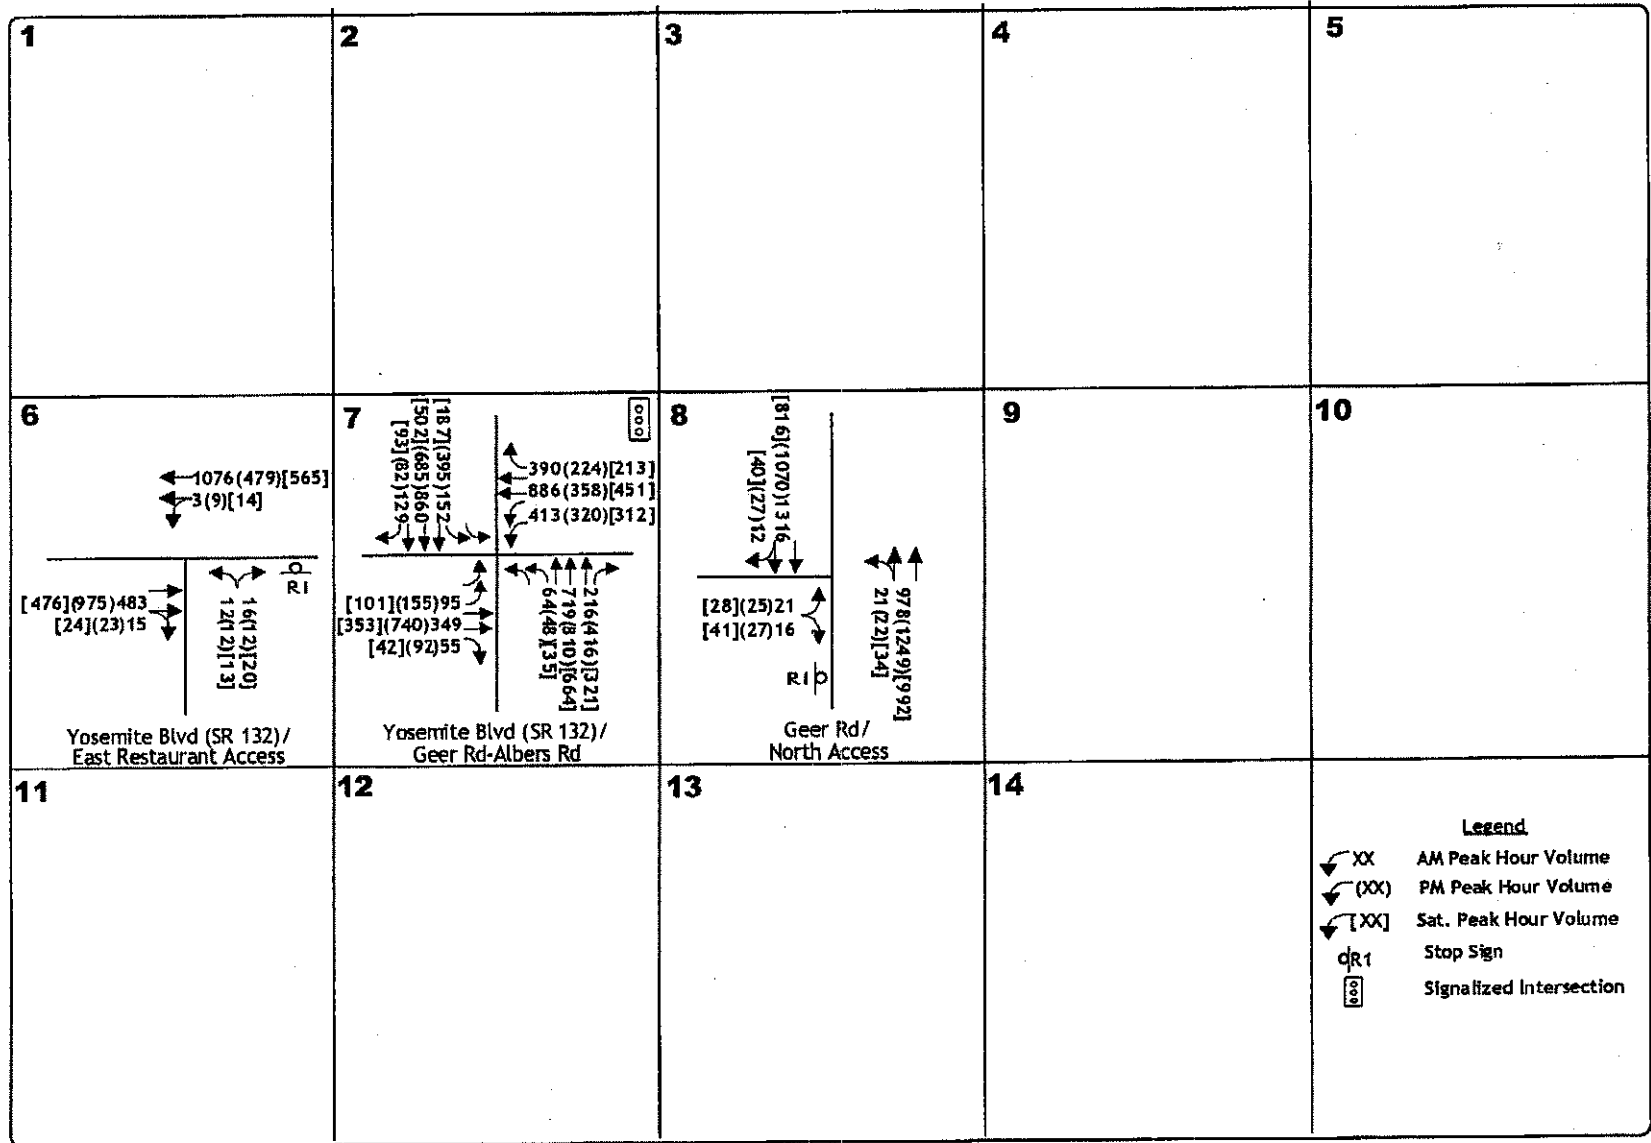 1
2
3
4
5
6
1076(479)[565]
3(9)[14]
R1
[476](975)483
[24](23)15
12(12)[13]
16(12)[20]
Yosemite Blvd (SR 132)/
East Restaurant Access
7
[93](82)129
[502](685)860
[187](395)152
390(224)[213]
886(358)[451]
413(320)[312]
[101](155)95
[353](740)349
[42](92)55
64(48)[35]
719(810)[664]
216(416)[321]
Yosemite Blvd (SR 132)/
Geer Rd-Albers Rd
8
[40](27)12
[816](1070)1316
[28](25)21
[41](27)16
R1
21(22)[34]
978(1249)[992]
Geer Rd/
North Access
9
10
11
12
13
14
Legend
XX AM Peak Hour Volume
(XX) PM Peak Hour Volume
[XX] Sat. Peak Hour Volume
R1 Stop Sign
Signalized Intersection